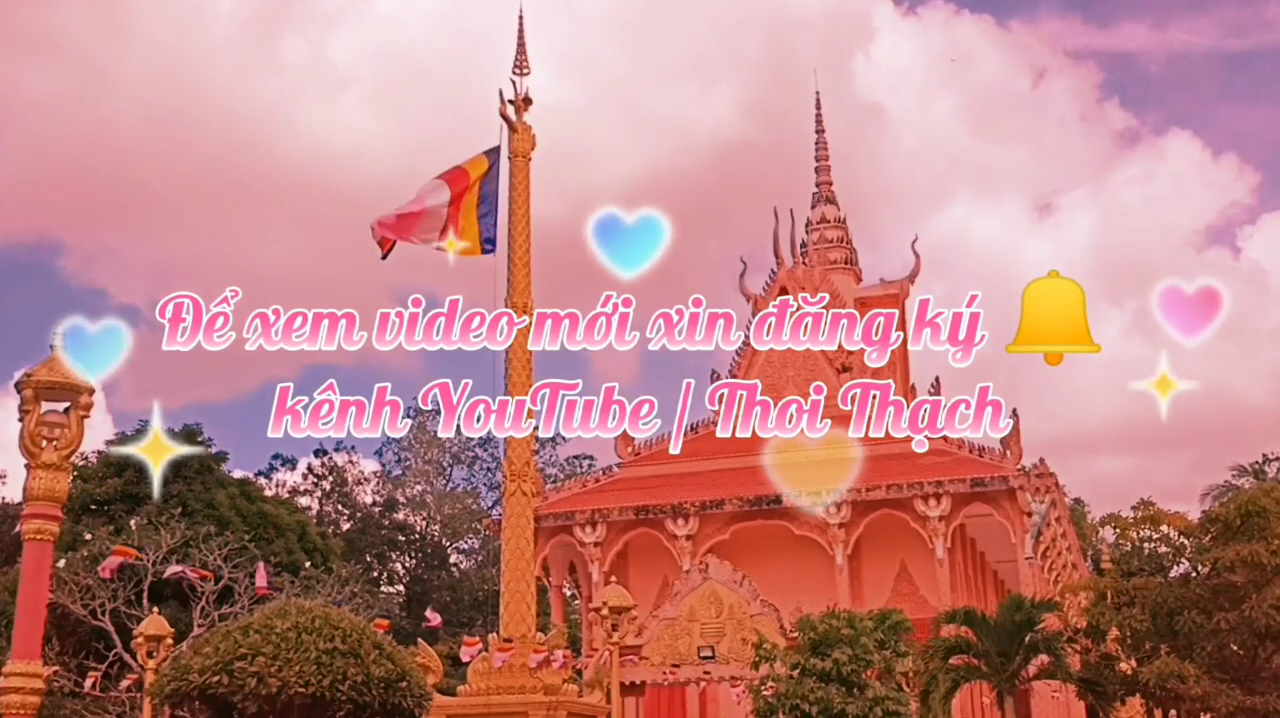 Để xem video mới xin đăng ký
kênh YouTube / Thoi Thạch